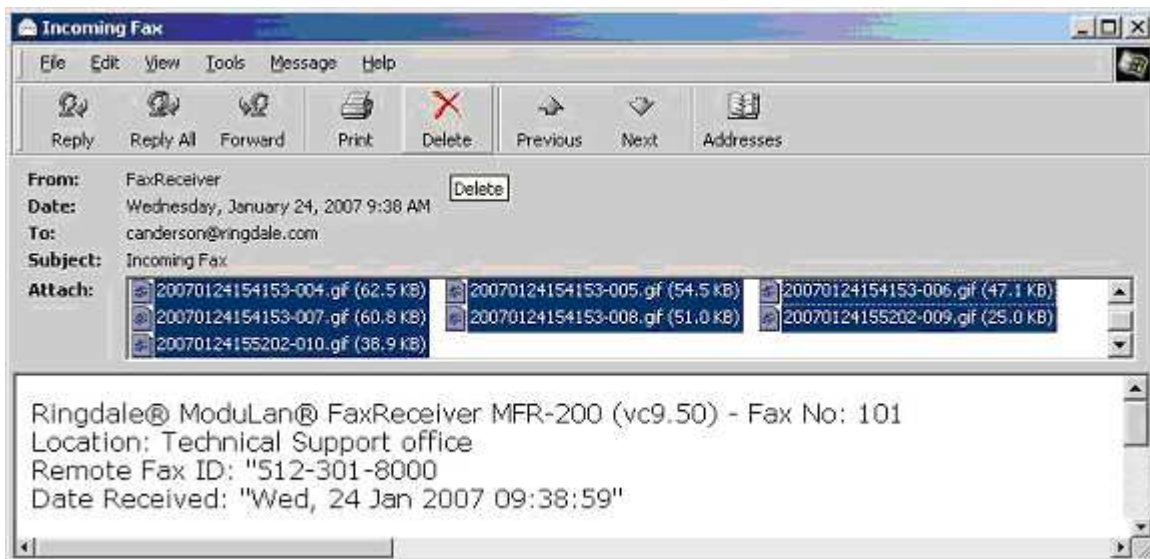 Incoming Fax
File Edit View Tools Message Help
Reply Reply All Forward Print Delete Previous Next Addresses
From: FaxReceiver
Delete
Date: Wednesday, January 24, 2007 9:38 AM
To: canderson@ringdale.com
Subject: Incoming Fax
Attach: 20070124154153-004.gif (62.5 KB) 20070124154153-005.gif (54.5 KB) 20070124154153-006.gif (47.1 KB)
20070124154153-007.gif (60.8 KB) 20070124154153-008.gif (51.0 KB) 20070124155202-009.gif (25.0 KB)
20070124155202-010.gif (38.9 KB)
Ringdale® ModuLan® FaxReceiver MFR-200 (vc9.50) - Fax No: 101
Location: Technical Support office
Remote Fax ID: "512-301-8000
Date Received: "Wed, 24 Jan 2007 09:38:59"